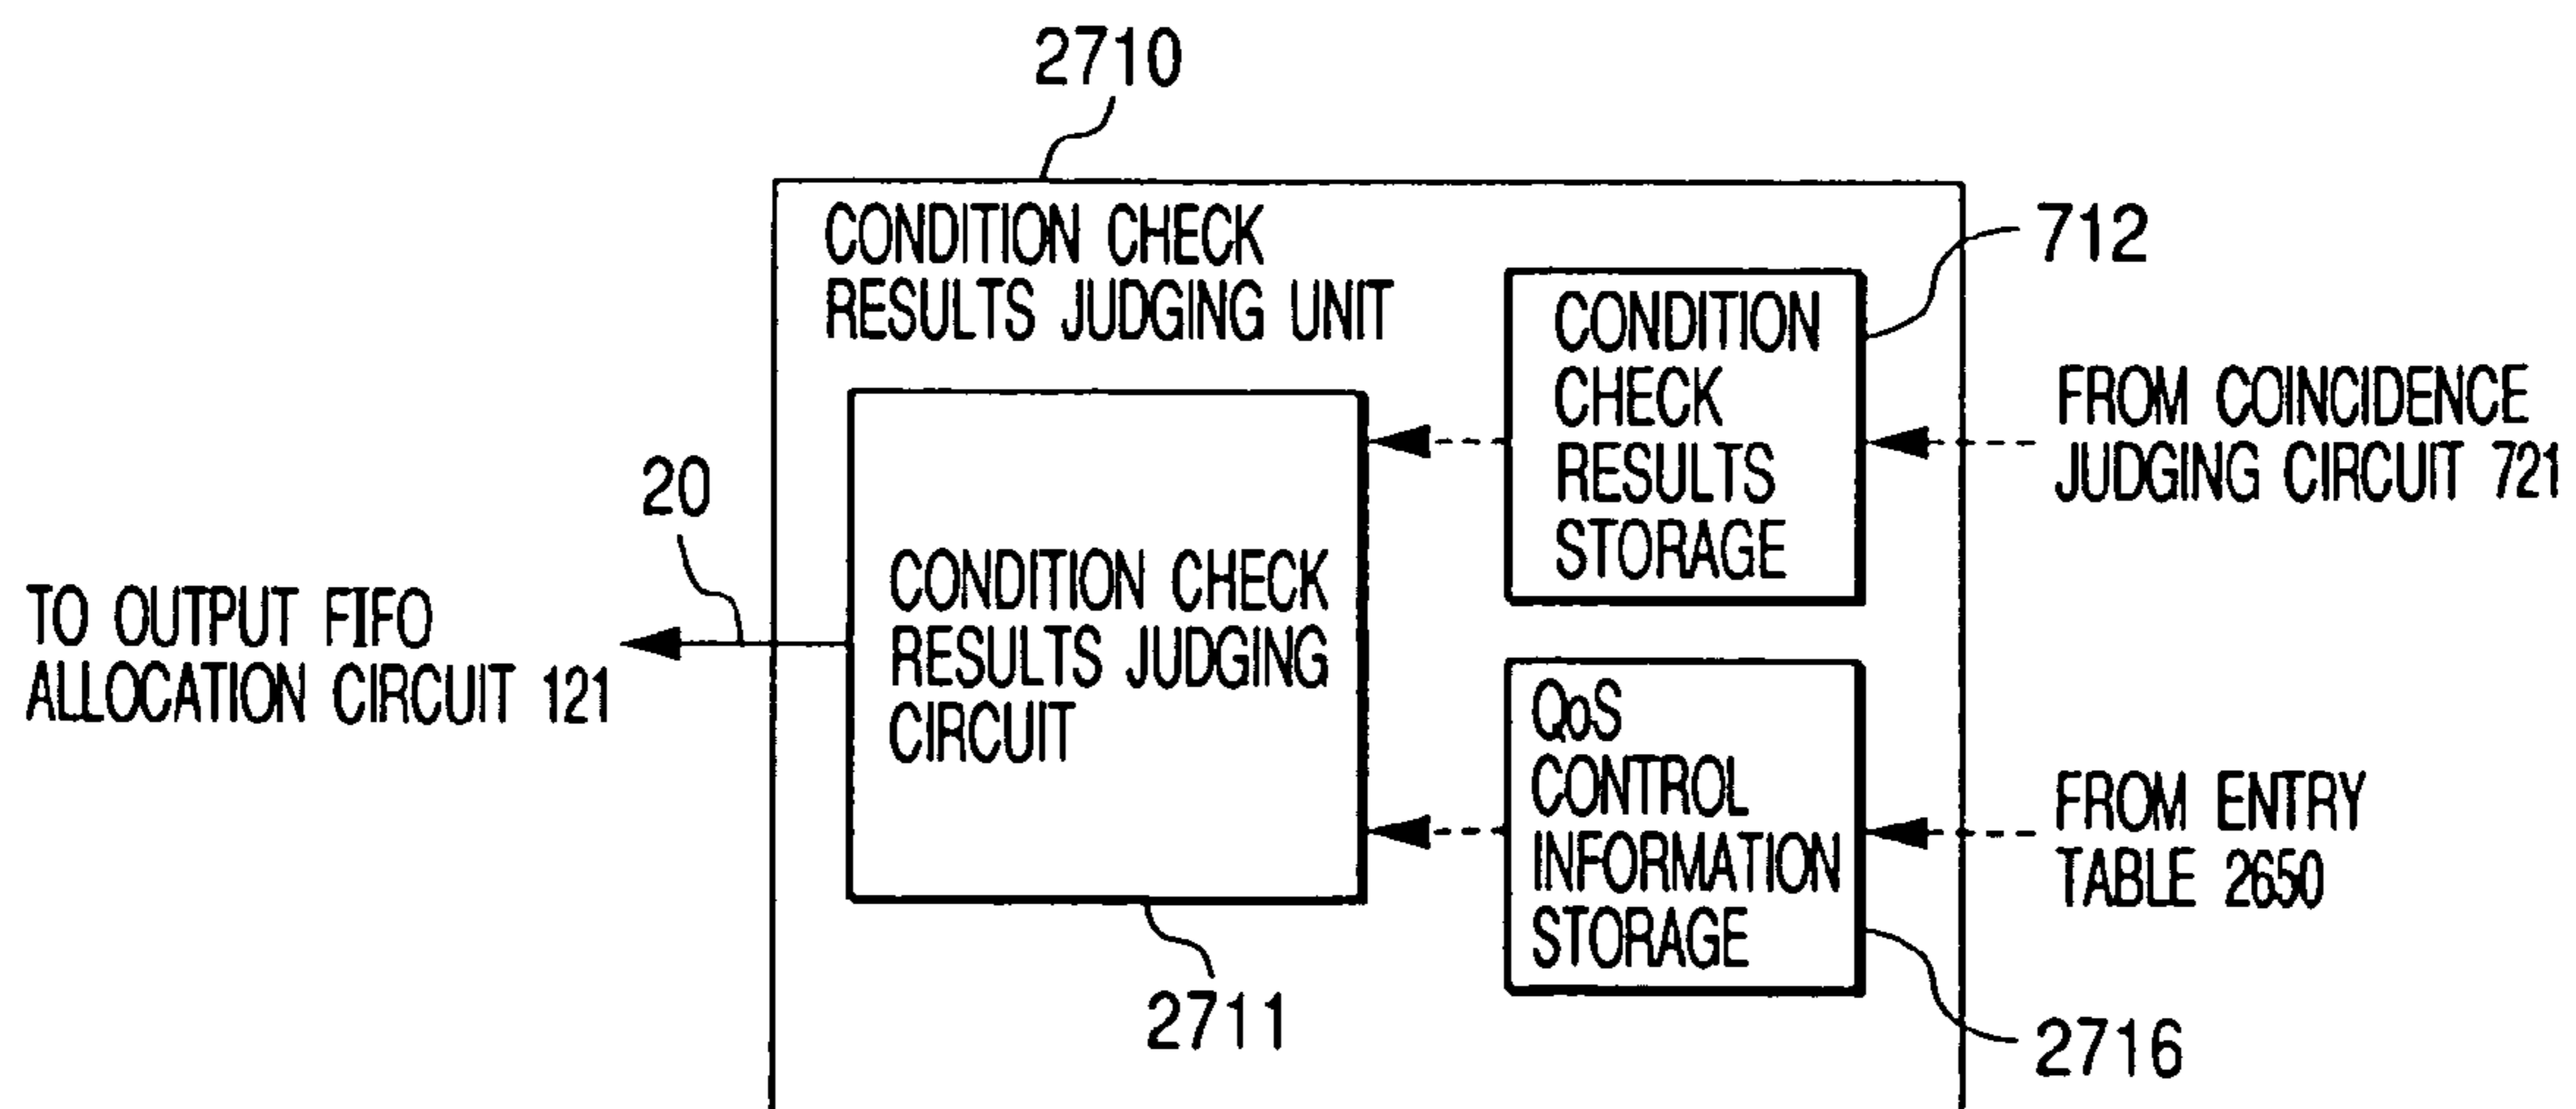 2710
CONDITION CHECK
RESULTS JUDGING UNIT
712
CONDITION
CHECK
RESULTS
STORAGE
FROM COINCIDENCE
JUDGING CIRCUIT 721
20
TO OUTPUT FIFO
ALLOCATION CIRCUIT 121
CONDITION CHECK
RESULTS JUDGING
CIRCUIT
2711
QoS
CONTROL
INFORMATION
STORAGE
FROM ENTRY
TABLE 2650
2716